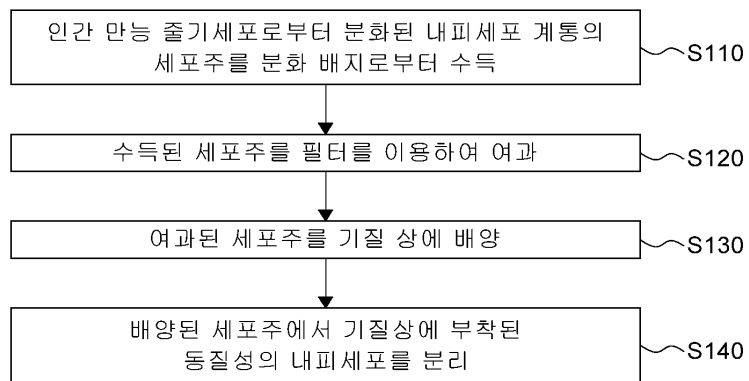 인간 만능 줄기세포로부터 분화된 내피세포 계통의
세포주를 분화 배지로부터 수득
S110
수득된 세포주를 필터를 이용하여 여과
S120
여과된 세포주를 기질 상에 배양
S130
배양된 세포주에서 기질상에 부착된
동질성의 내피세포를 분리
S140